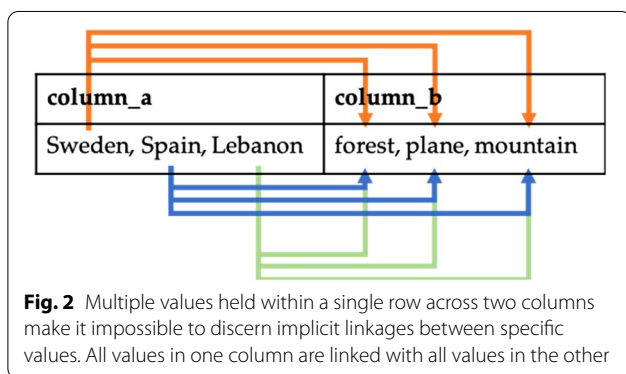 column_a column_b
Sweden, Spain, Lebanon forest, plane, mountain
Fig. 2 Multiple values held within a single row across two columns
make it impossible to discern implicit linkages between specific
values. All values in one column are linked with all values in the other